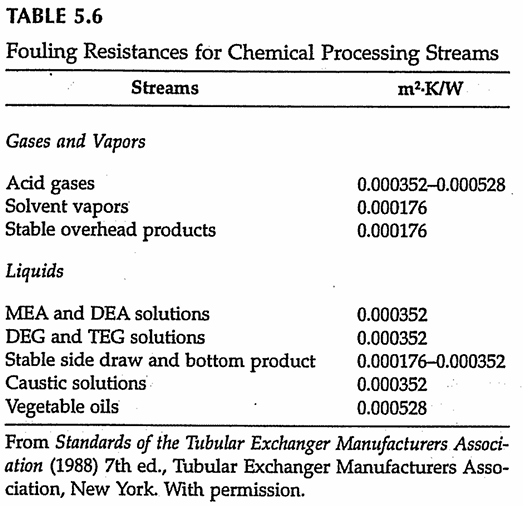 TABLE 5.6
Fouling Resistances for Chemical Processing Streams
Streams m²·K/W
Gases and Vapors
Acid gases 0.000352–0.000528
Solvent vapors 0.000176
Stable overhead products 0.000176
Liquids
MEA and DEA solutions 0.000352
DEG and TEG solutions 0.000352
Stable side draw and bottom product 0.000176–0.000352
Caustic solutions 0.000352
Vegetable oils 0.000528
From Standards of the Tubular Exchanger Manufacturers Associ-
ation (1988) 7th ed., Tubular Exchanger Manufacturers Asso-
ciation, New York. With permission.